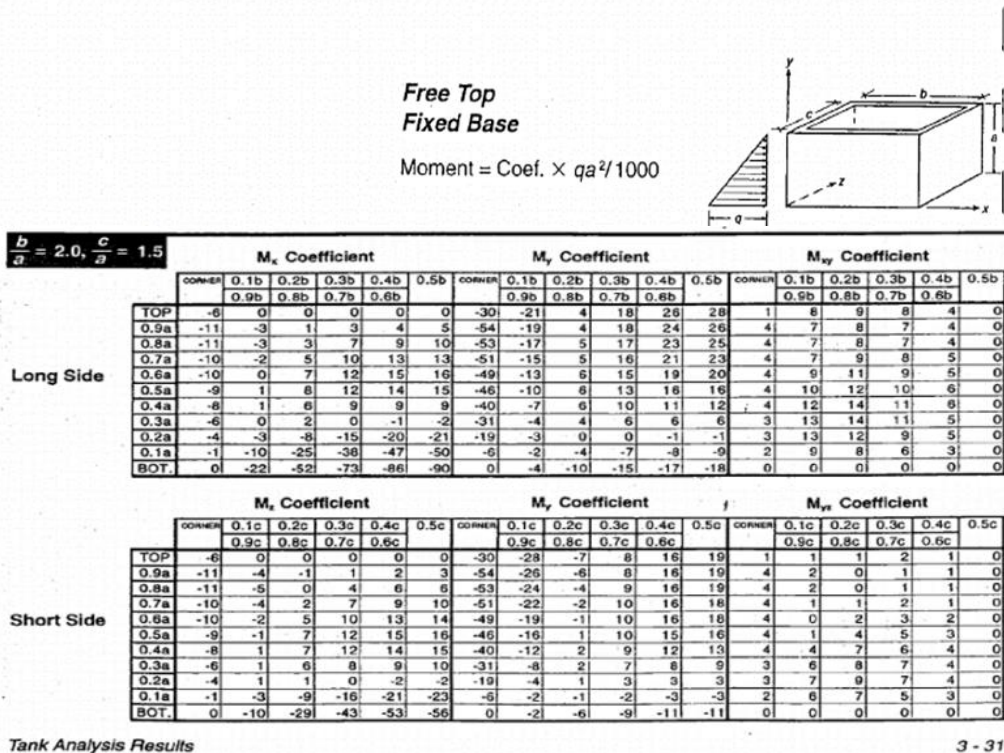 Free Top
Fixed Base
Moment = Coef. × qa²/1000
y
b
c
a
z
x
q
b/a = 2.0, c/a = 1.5
Mx Coefficient My Coefficient Mxy Coefficient
CORNER 0.1b 0.2b 0.3b 0.4b 0.5b CORNER 0.1b 0.2b 0.3b 0.4b 0.5b CORNER 0.1b 0.2b 0.3b 0.4b 0.5b
0.9b 0.8b 0.7b 0.6b 0.9b 0.8b 0.7b 0.6b 0.9b 0.8b 0.7b 0.6b
TOP -6 0 0 0 0 0 -30 -21 4 18 26 28 1 8 9 8 4 0
0.9a -11 -3 1 3 4 5 -54 -19 4 18 24 26 4 7 8 7 4 0
0.8a -11 -3 3 7 9 10 -53 -17 5 17 23 25 4 7 8 7 4 0
0.7a -10 -2 5 10 13 13 -51 -15 5 16 21 23 4 7 9 8 5 0
Long Side
0.6a -10 0 7 12 15 16 -49 -13 6 15 19 20 4 9 11 9 5 0
0.5a -9 1 8 12 14 15 -46 -10 6 13 16 16 4 10 12 10 6 0
0.4a -8 1 6 9 9 9 -40 -7 6 10 11 12 4 12 14 11 6 0
0.3a -6 0 2 0 -1 -2 -31 -4 4 6 6 6 3 13 14 11 5 0
0.2a -4 -3 -8 -15 -20 -21 -19 -3 0 0 -1 -1 3 13 12 9 5 0
0.1a -1 -10 -25 -38 -47 -50 -6 -2 -4 -7 -8 -9 2 9 8 6 3 0
BOT. 0 -22 -52 -73 -86 -90 0 -4 -10 -15 -17 -18 0 0 0 0 0 0
Mz Coefficient My Coefficient Myz Coefficient
CORNER 0.1c 0.2c 0.3c 0.4c 0.5c CORNER 0.1c 0.2c 0.3c 0.4c 0.5c CORNER 0.1c 0.2c 0.3c 0.4c 0.5c
0.9c 0.8c 0.7c 0.6c 0.9c 0.8c 0.7c 0.6c 0.9c 0.8c 0.7c 0.6c
TOP -6 0 0 0 0 0 -30 -28 -7 8 16 19 1 1 1 2 1 0
0.9a -11 -4 -1 1 2 3 -54 -26 -6 8 16 19 4 2 0 1 1 0
0.8a -11 -5 0 4 6 6 -53 -24 -4 9 16 19 4 2 0 1 1 0
0.7a -10 -4 2 7 9 10 -51 -22 -2 10 16 18 4 1 1 2 1 0
Short Side
0.6a -10 -2 5 10 13 14 -49 -19 -1 10 16 18 4 0 2 3 2 0
0.5a -9 -1 7 12 15 16 -46 -16 1 10 15 16 4 1 4 5 3 0
0.4a -8 1 7 12 14 15 -40 -12 2 9 12 13 4 4 7 6 4 0
0.3a -6 1 6 8 9 10 -31 -8 2 7 8 9 3 6 8 7 4 0
0.2a -4 1 1 0 -2 -2 -19 -4 1 3 3 3 3 7 9 7 4 0
0.1a -1 -3 -9 -16 -21 -23 -6 -2 -1 -2 -3 -3 2 6 7 5 3 0
BOT. 0 -10 -29 -43 -53 -56 0 -2 -6 -9 -11 -11 0 0 0 0 0 0
Tank Analysis Results